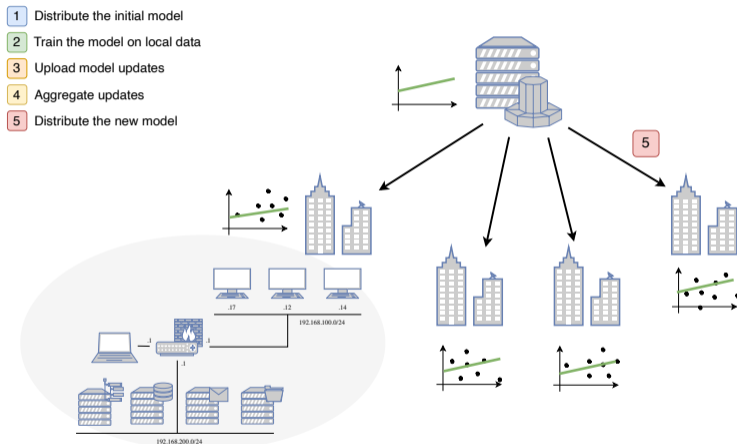 1 Distribute the initial model
2 Train the model on local data
3 Upload model updates
4 Aggregate updates
5 Distribute the new model
5
.17 .12 .14
192.168.100.0/24
.1 .1
.1
192.168.200.0/24